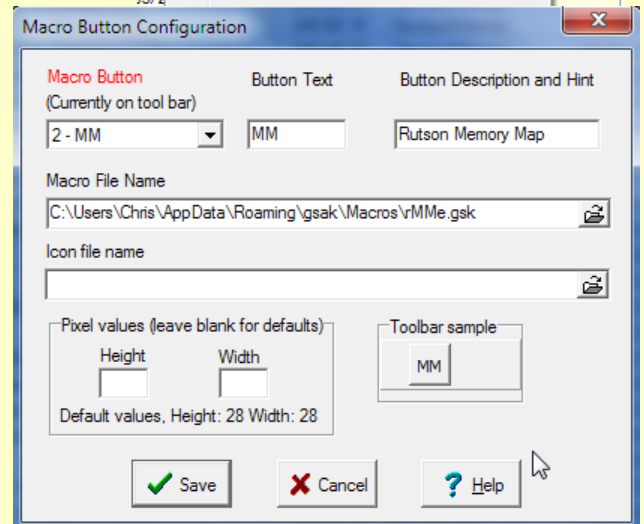 Macro Button Configuration
Macro Button
Button Text
Button Description and Hint
(Currently on tool bar)
2 - MM
MM
Rutson Memory Map
Macro File Name
C:\Users\Chris\AppData\Roaming\gsak\Macros\rMMe.gsk
Icon file name
Pixel values (leave blank for defaults)
Toolbar sample
Height
Width
MM
Default values, Height: 28 Width: 28
Save
Cancel
? Help